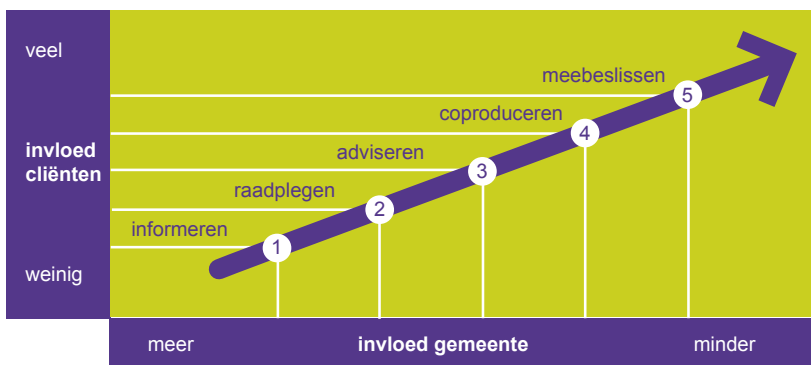 veel
meebeslissen
5
coproduceren
4
invloed
cliënten
adviseren
3
raadplegen
2
informeren
1
weinig
meer
invloed gemeente
minder